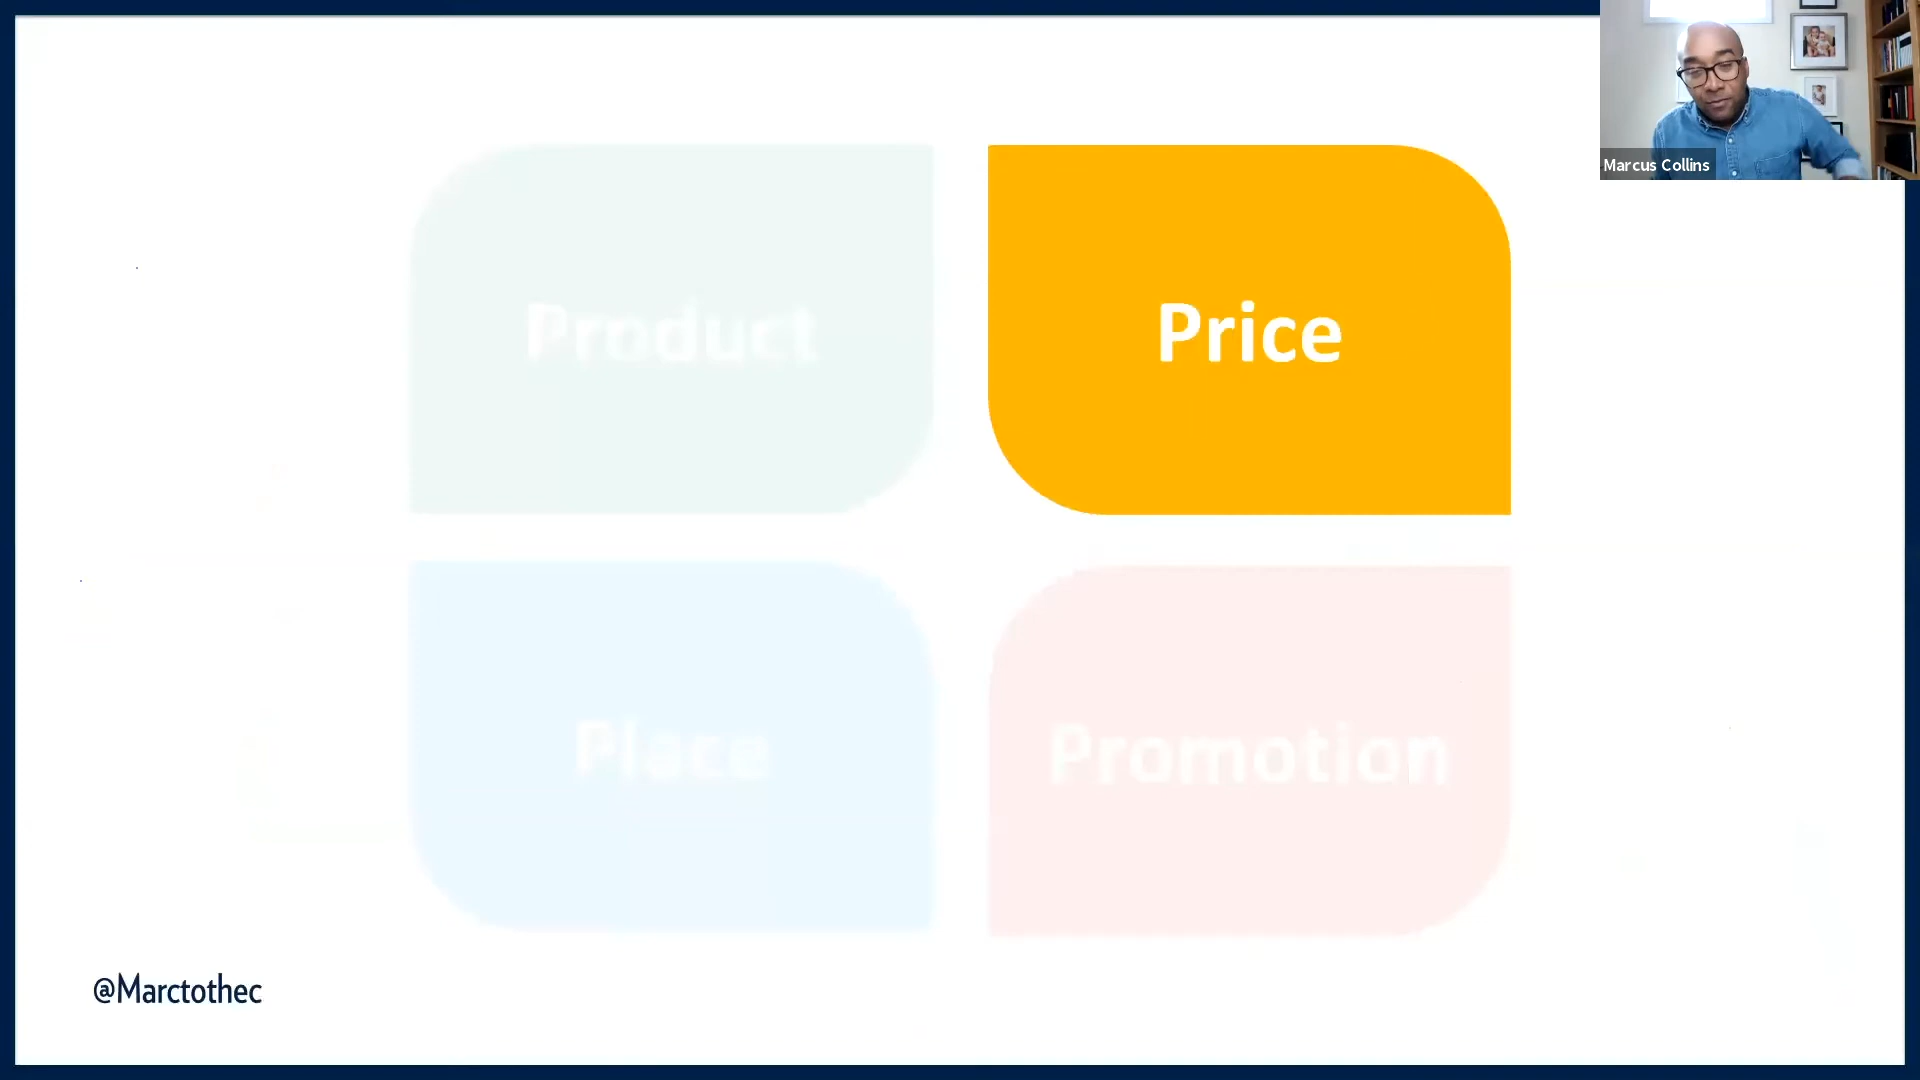 Marcus Collins
Product
Price
Place
Promotion
@Marctothec